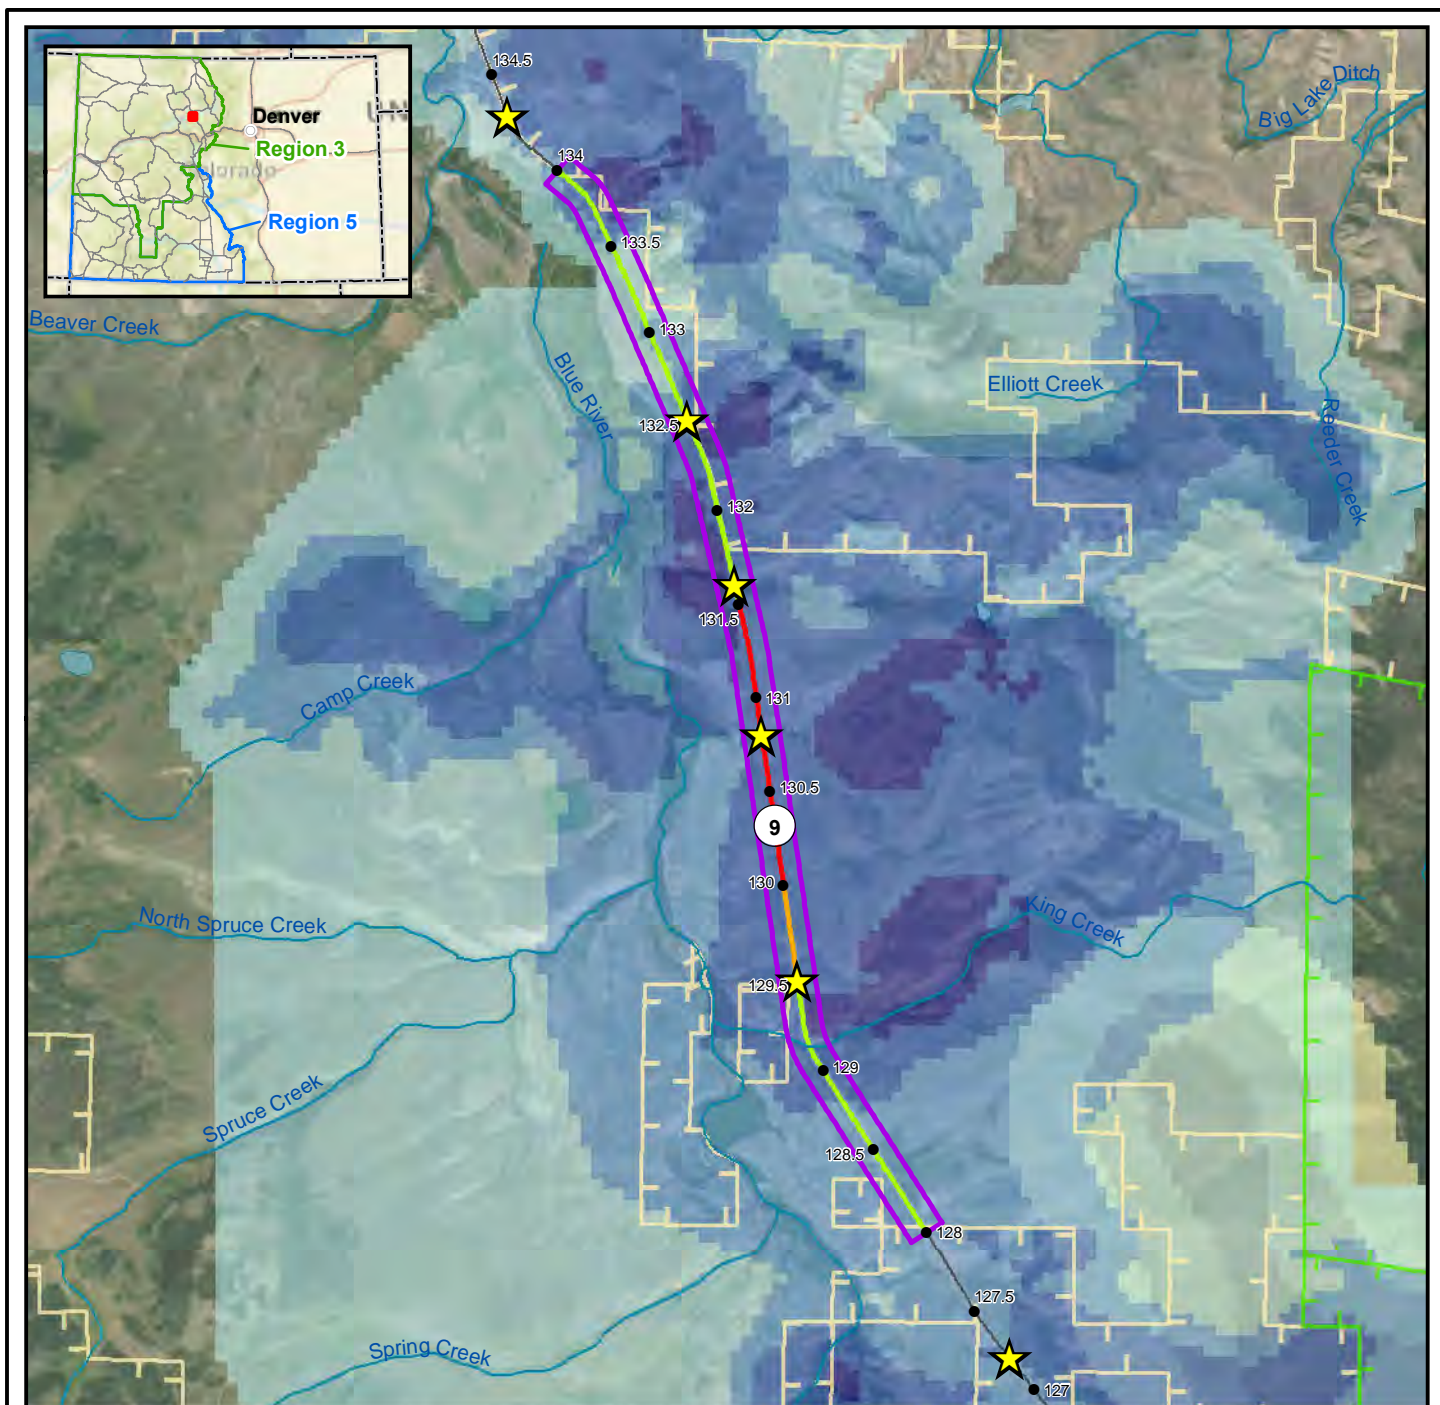 134.5
Big Lake Ditch
UN
Denver
Region 3
Colorado
Region 5
134
133.5
Beaver Creek
133
Blue River
Elliott Creek
132.5
Reeder Creek
132
131.5
Camp Creek
131
130.5
9
130
North Spruce Creek
King Creek
129.5
129
Spruce Creek
128.5
128
127.5
Spring Creek
127